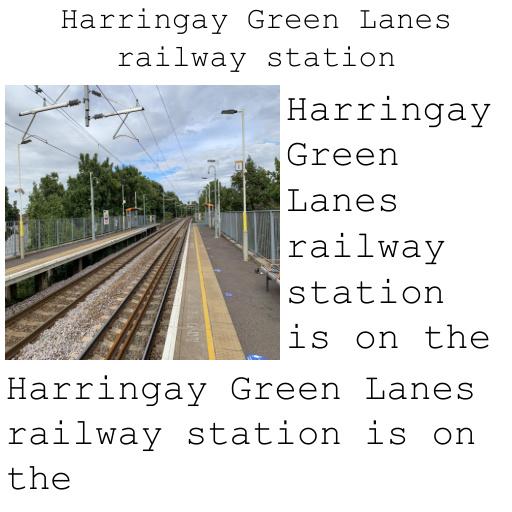 Harringay Green Lanes
railway station
Harringay
Green
Lanes
railway
station
is on the
Harringay Green Lanes
railway station is on
the